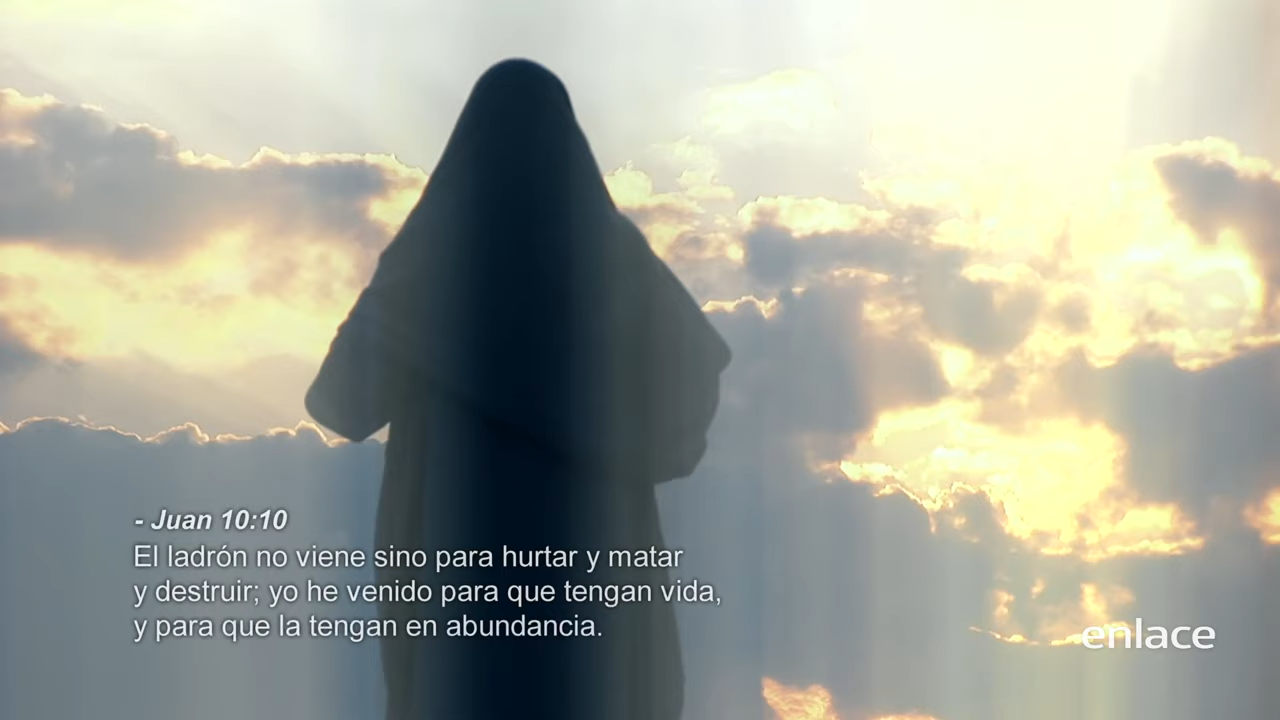 - Juan 10:10
El ladrón no viene sino para hurtar y matar
y destruir; yo he venido para que tengan vida,
y para que la tengan en abundancia.
enlace